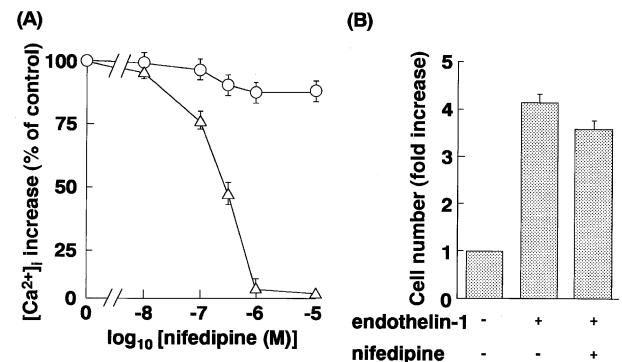 (A)
[Ca²⁺]ᵢ increase (% of control)
100
75
50
25
0
0 -8 -7 -6 -5
log₁₀ [nifedipine (M)]
(B)
Cell number (fold increase)
5
4
3
2
1
0
endothelin-1 - + +
nifedipine - - +